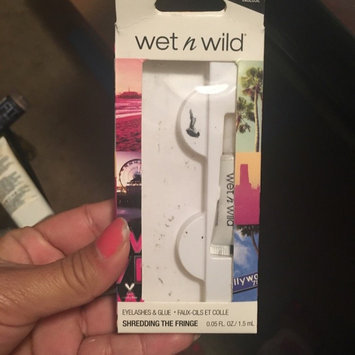 wet n wild
wet n wild
EYELASHES & GLUE • FAUX-CILS ET COLLE
SHREDDING THE FRINGE
0.05 FL. OZ/1.5 mL